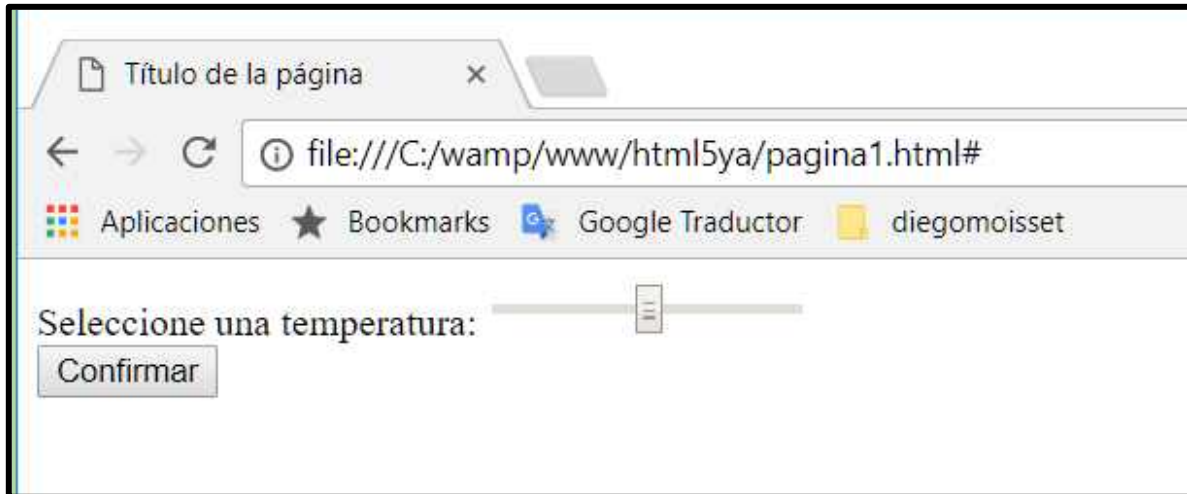 Título de la página
file:///C:/wamp/www/html5ya/pagina1.html#
Aplicaciones Bookmarks Google Traductor diegomoisset
Seleccione una temperatura:
Confirmar